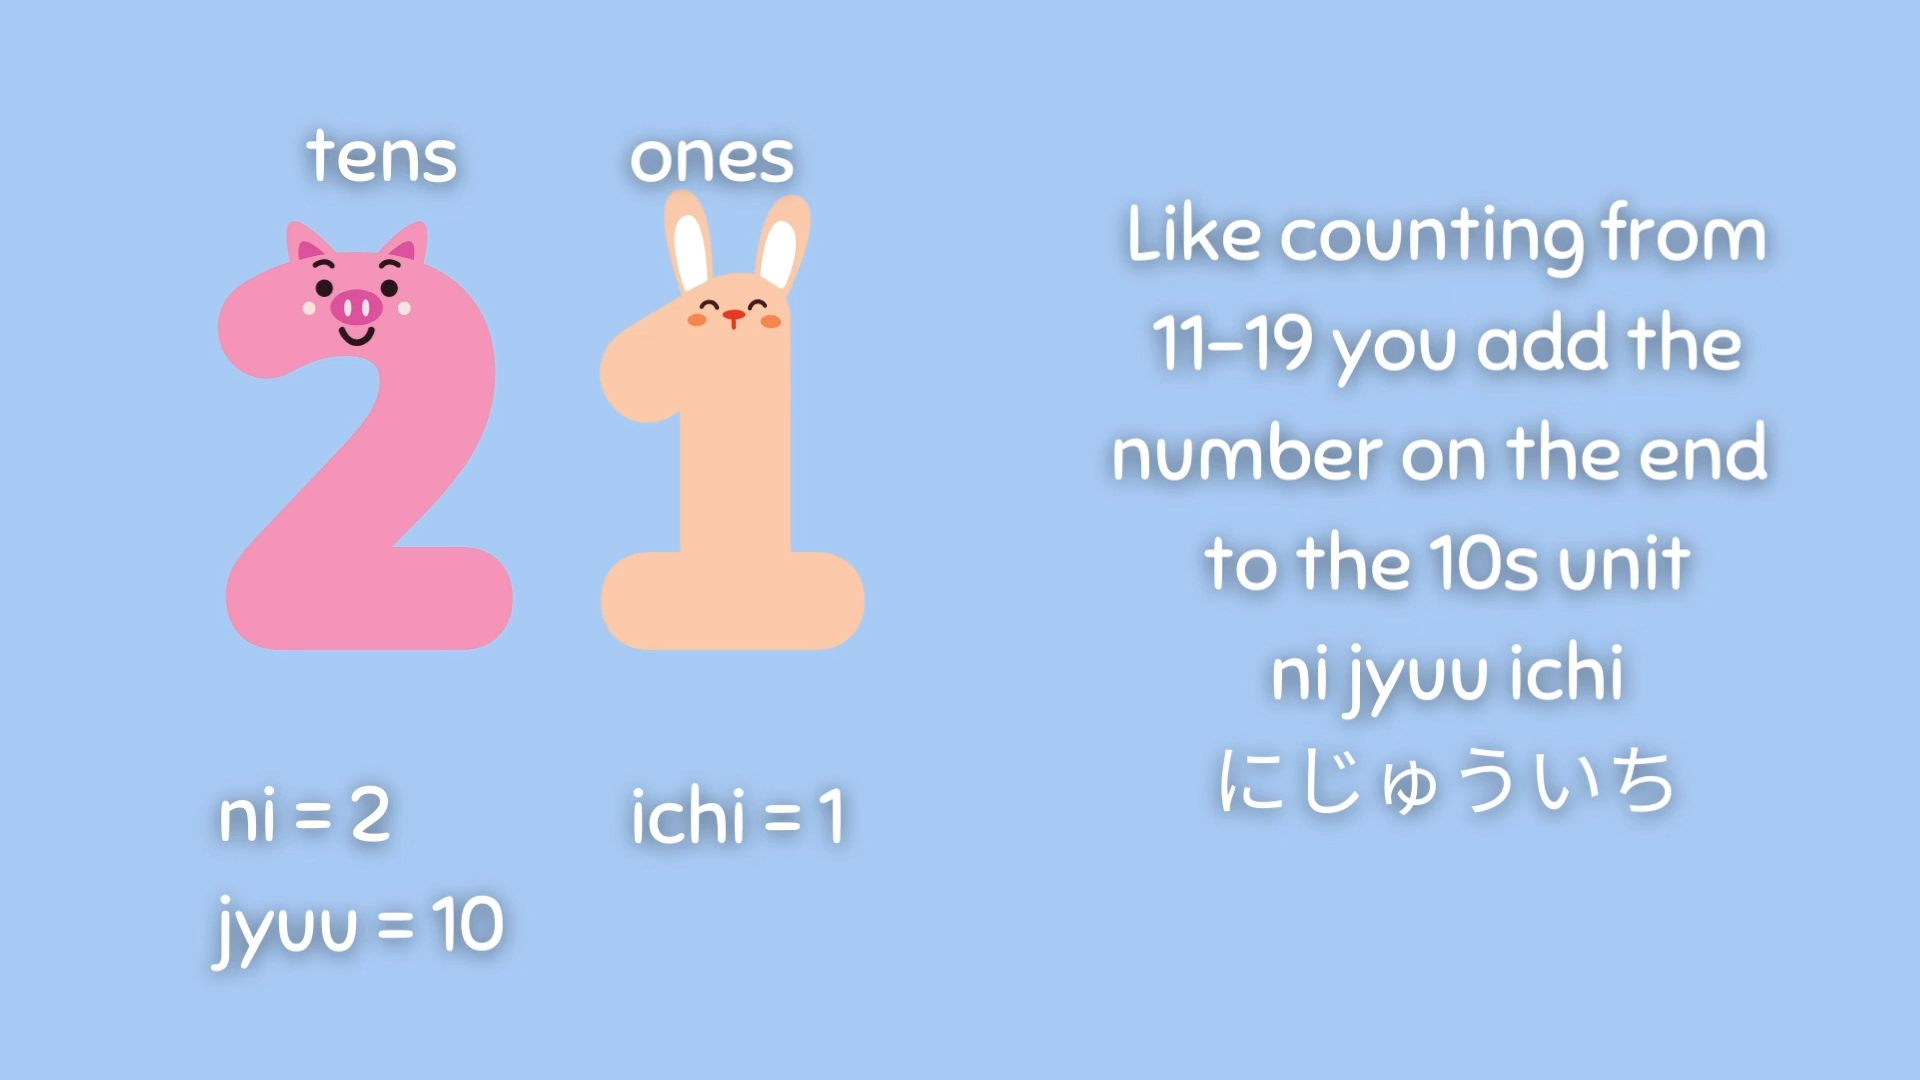 tens
ones
21
ni = 2
jyuu = 10
ichi = 1
Like counting from
11-19 you add the
number on the end
to the 10s unit
ni jyuu ichi
にじゅういち